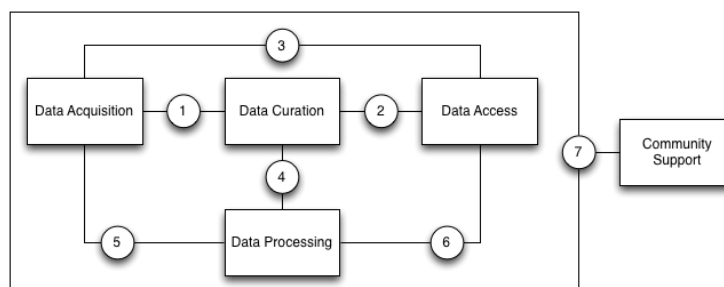 3
Data Acquisition
1
Data Curation
2
Data Access
7
Community
Support
4
5
Data Processing
6